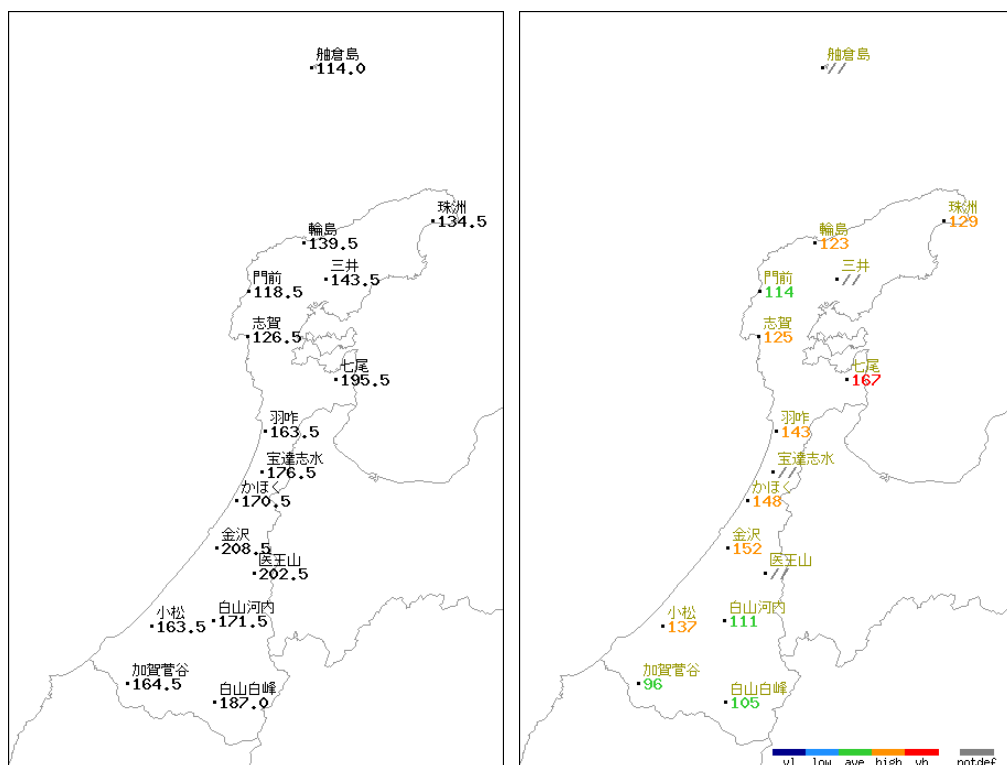 舳倉島
114.0
珠洲
134.5
輪島
139.5
三井
143.5
門前
118.5
志賀
126.5
七尾
195.5
羽咋
163.5
宝達志水
176.5
かほく
170.5
金沢
208.5
医王山
202.5
小松
163.5
白山河内
171.5
加賀菅谷
164.5
白山白峰
187.0
舳倉島
//
珠洲
129
輪島
123
三井
//
門前
114
志賀
125
七尾
167
羽咋
143
宝達志水
//
かほく
148
金沢
152
医王山
//
小松
137
白山河内
111
加賀菅谷
96
白山白峰
105
vl low ave high vh notdef